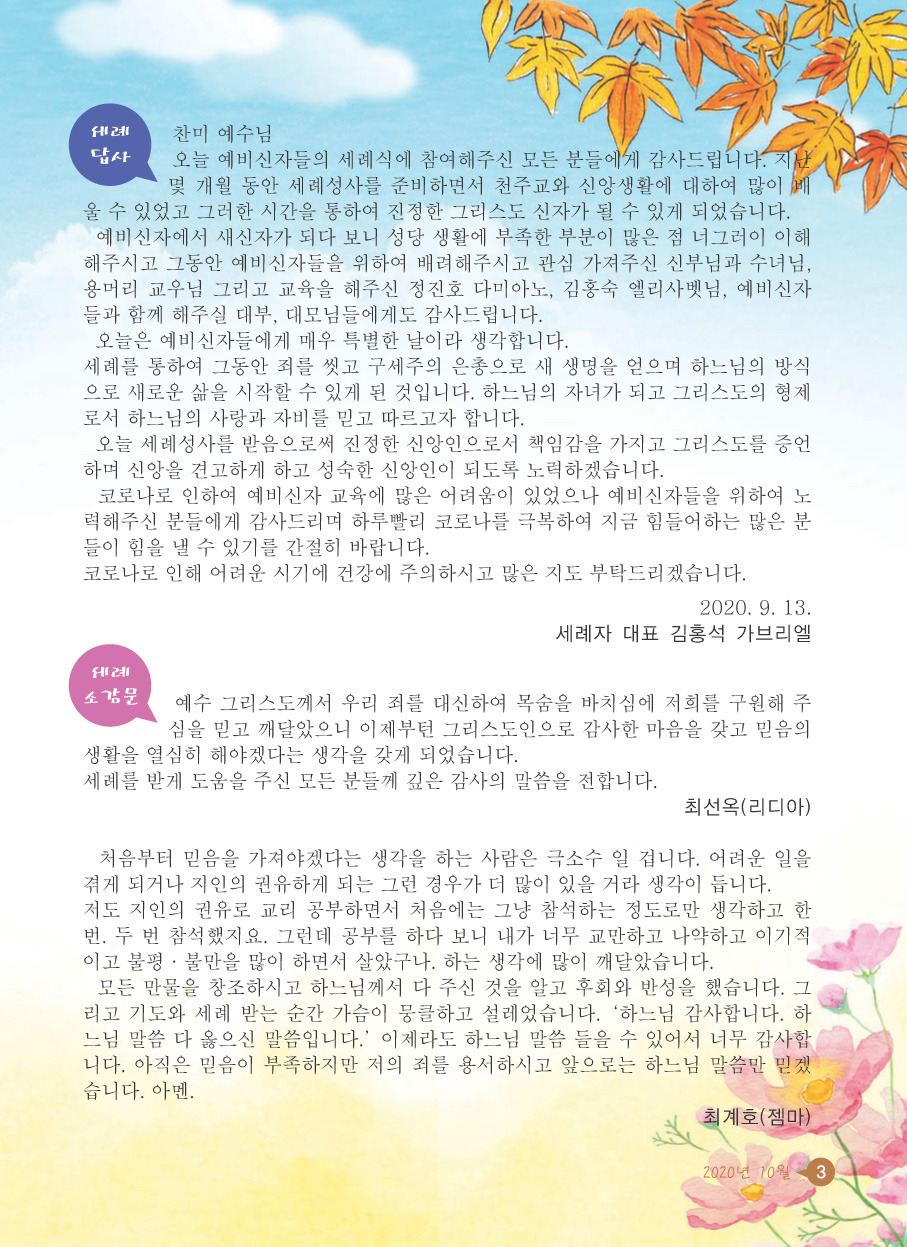 세례
답사
찬미 예수님
오늘 예비신자들의 세례식에 참여해주신 모든 분들에게 감사드립니다. 지난
몇 개월 동안 세례성사를 준비하면서 천주교와 신앙생활에 대하여 많이 배
울 수 있었고 그러한 시간을 통하여 진정한 그리스도 신자가 될 수 있게 되었습니다.
예비신자에서 새신자가 되다 보니 성당 생활에 부족한 부분이 많은 점 너그러이 이해
해주시고 그동안 예비신자들을 위하여 배려해주시고 관심 가져주신 신부님과 수녀님,
용머리 교우님 그리고 교육을 해주신 정진호 다미아노, 김홍숙 엘리사벳님, 예비신자
들과 함께 해주실 대부, 대모님들에게도 감사드립니다.
오늘은 예비신자들에게 매우 특별한 날이라 생각합니다.
세례를 통하여 그동안 죄를 씻고 구세주의 은총으로 새 생명을 얻으며 하느님의 방식
으로 새로운 삶을 시작할 수 있게 된 것입니다. 하느님의 자녀가 되고 그리스도의 형제
로서 하느님의 사랑과 자비를 믿고 따르고자 합니다.
오늘 세례성사를 받음으로써 진정한 신앙인으로서 책임감을 가지고 그리스도를 증언
하며 신앙을 견고하게 하고 성숙한 신앙인이 되도록 노력하겠습니다.
코로나로 인하여 예비신자 교육에 많은 어려움이 있었으나 예비신자들을 위하여 노
력해주신 분들에게 감사드리며 하루빨리 코로나를 극복하여 지금 힘들어하는 많은 분
들이 힘을 낼 수 있기를 간절히 바랍니다.
코로나로 인해 어려운 시기에 건강에 주의하시고 많은 지도 부탁드리겠습니다.
2020. 9. 13.
세례자 대표 김홍석 가브리엘
세례
소감문
예수 그리스도께서 우리 죄를 대신하여 목숨을 바치심에 저희를 구원해 주
심을 믿고 깨달았으니 이제부턴 그리스도인으로 감사한 마음을 갖고 믿음의
생활을 열심히 해야겠다는 생각을 갖게 되었습니다.
세례를 받게 도움을 주신 모든 분들께 깊은 감사의 말씀을 전합니다.
최선옥(리디아)
처음부터 믿음을 가져야겠다는 생각을 하는 사람은 극소수 일 겁니다. 어려운 일을
겪게 되거나 지인의 권유하게 되는 그런 경우가 더 많이 있을 거라 생각이 듭니다.
저도 지인의 권유로 교리 공부하면서 처음에는 그냥 참석하는 정도로만 생각하고 한
번. 두 번 참석했지요. 그런데 공부를 하다 보니 내가 너무 교만하고 나약하고 이기적
이고 불평 · 불만을 많이 하면서 살았구나. 하는 생각에 많이 깨달았습니다.
모든 만물을 창조하시고 하느님께서 다 주신 것을 알고 후회와 반성을 했습니다. 그
리고 기도와 세례 받는 순간 가슴이 뭉클하고 설레었습니다. ‘하느님 감사합니다. 하
느님 말씀 다 옳으신 말씀입니다.’ 이제라도 하느님 말씀 들을 수 있어서 너무 감사합
니다. 아직은 믿음이 부족하지만 저의 죄를 용서하시고 앞으로는 하느님 말씀만 믿겠
습니다. 아멘.
최계호(젬마)
2020년 10월 3